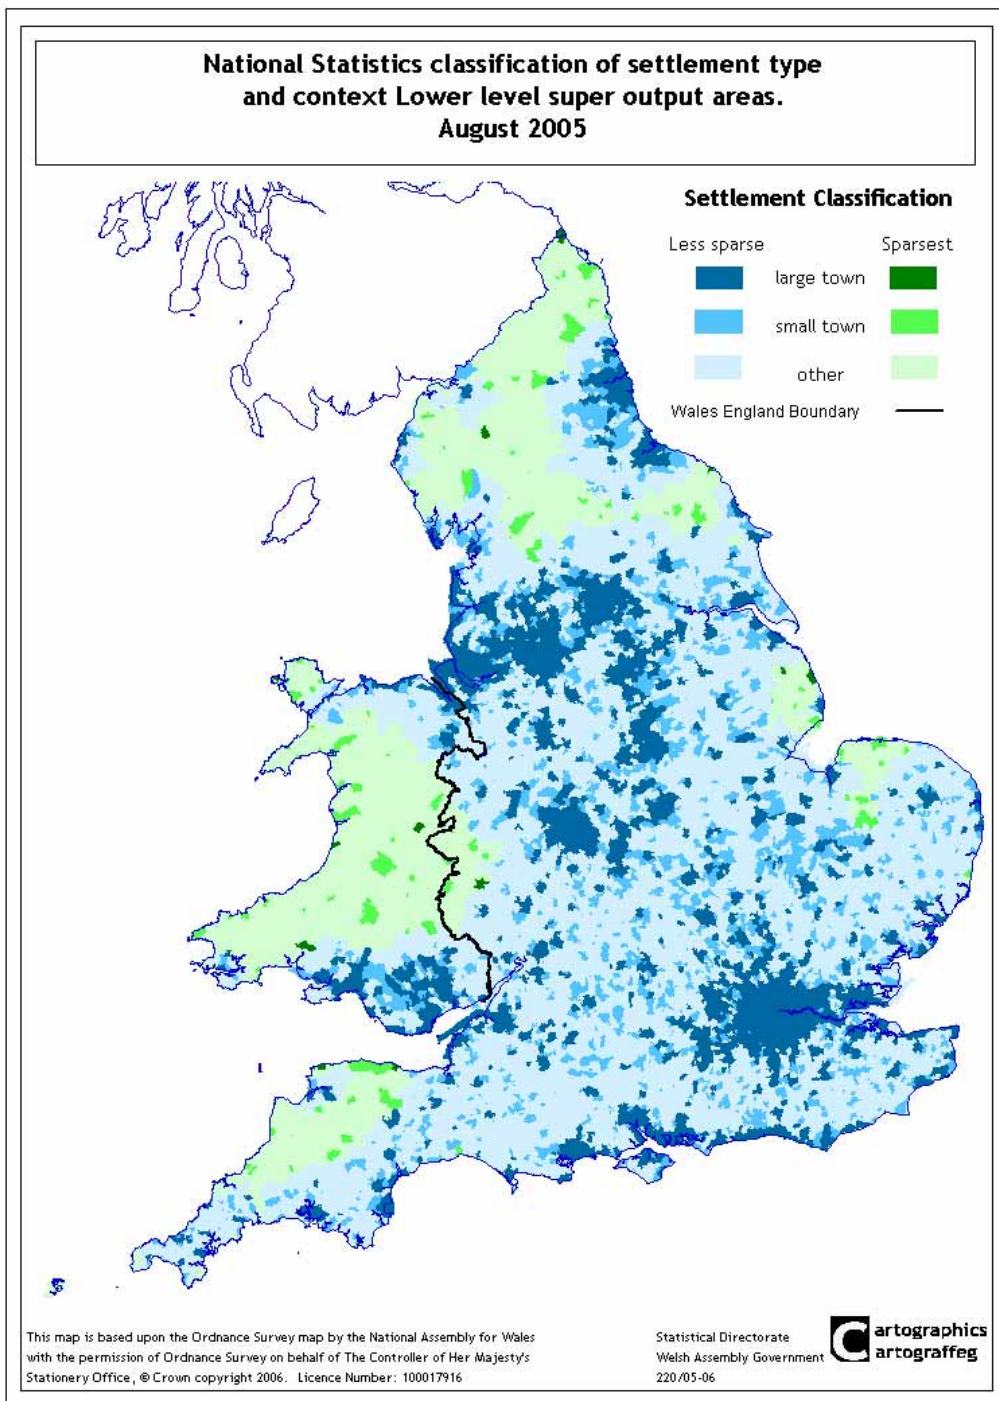 National Statistics classification of settlement type
and context Lower level super output areas.
August 2005
Settlement Classification
Less sparse Sparsest
large town
small town
other
Wales England Boundary
This map is based upon the Ordnance Survey map by the National Assembly for Wales
with the permission of Ordnance Survey on behalf of The Controller of Her Majesty's
Stationery Office, © Crown copyright 2006. Licence Number: 100017916
Statistical Directorate
Welsh Assembly Government
220/05-06
Cartographics
artograffeg